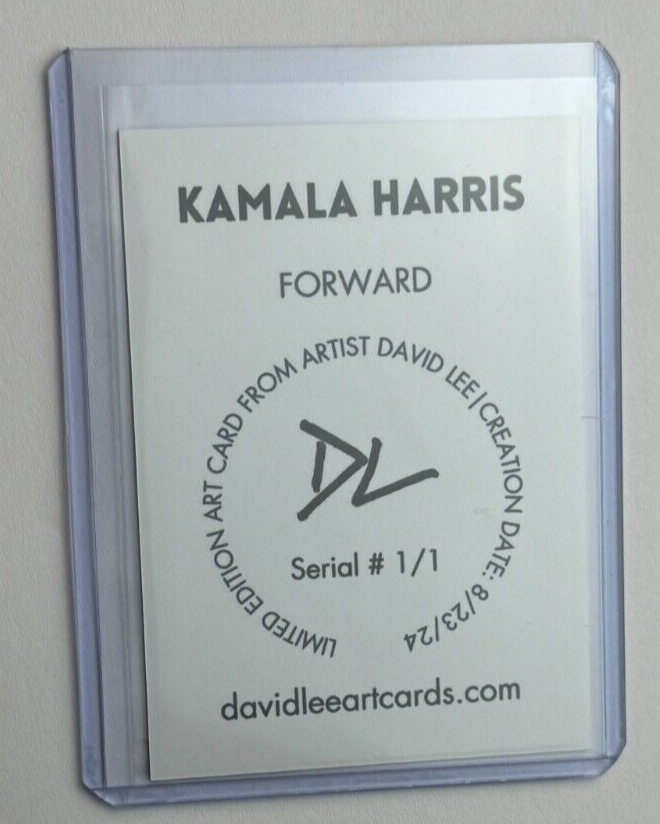 KAMALA HARRIS
FORWARD
LIMITED EDITION ART CARD FROM ARTIST DAVID LEE|CREATION DATE: 8/23/24
DL
Serial # 1/1
davidleeartcards.com